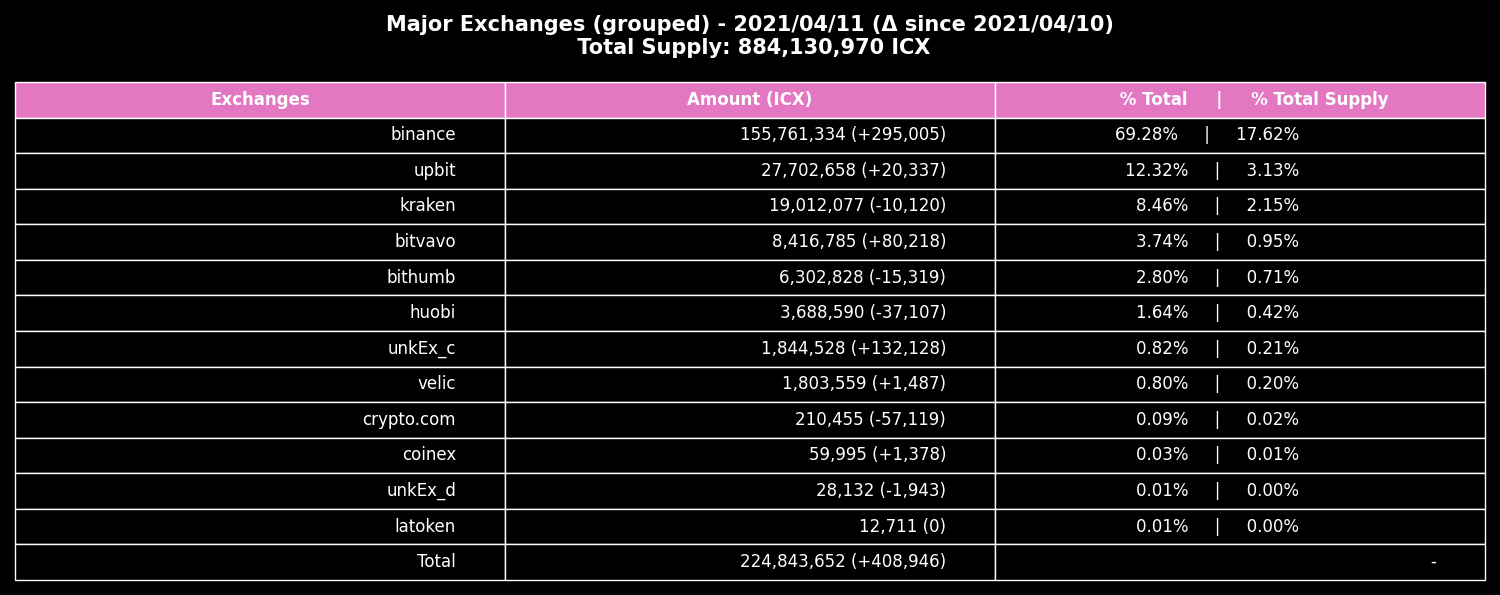 Major Exchanges (grouped) - 2021/04/11 (Δ since 2021/04/10)
Total Supply: 884,130,970 ICX
Exchanges Amount (ICX) % Total | % Total Supply
binance 155,761,334 (+295,005) 69.28% | 17.62%
upbit 27,702,658 (+20,337) 12.32% | 3.13%
kraken 19,012,077 (-10,120) 8.46% | 2.15%
bitvavo 8,416,785 (+80,218) 3.74% | 0.95%
bithumb 6,302,828 (-15,319) 2.80% | 0.71%
huobi 3,688,590 (-37,107) 1.64% | 0.42%
unkEx_c 1,844,528 (+132,128) 0.82% | 0.21%
velic 1,803,559 (+1,487) 0.80% | 0.20%
crypto.com 210,455 (-57,119) 0.09% | 0.02%
coinex 59,995 (+1,378) 0.03% | 0.01%
unkEx_d 28,132 (-1,943) 0.01% | 0.00%
latoken 12,711 (0) 0.01% | 0.00%
Total 224,843,652 (+408,946) -